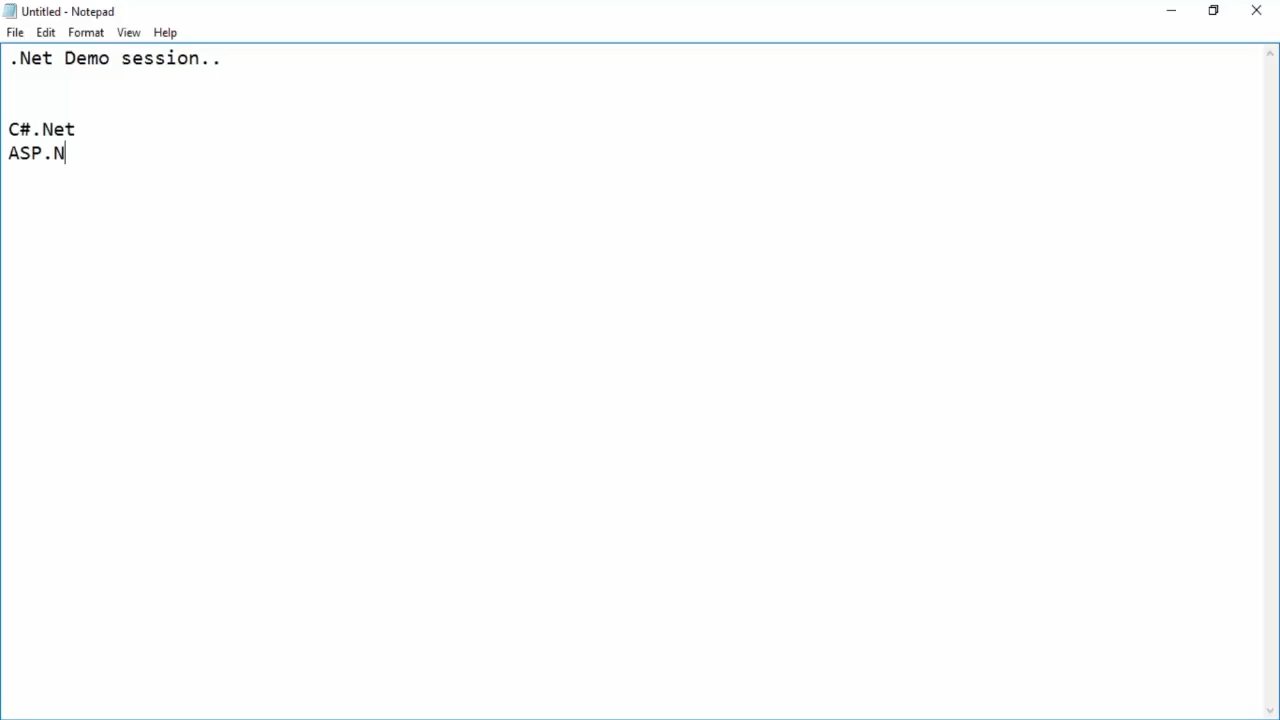 Untitled - Notepad
File Edit Format View Help
.Net Demo session..
C#.Net
ASP.N